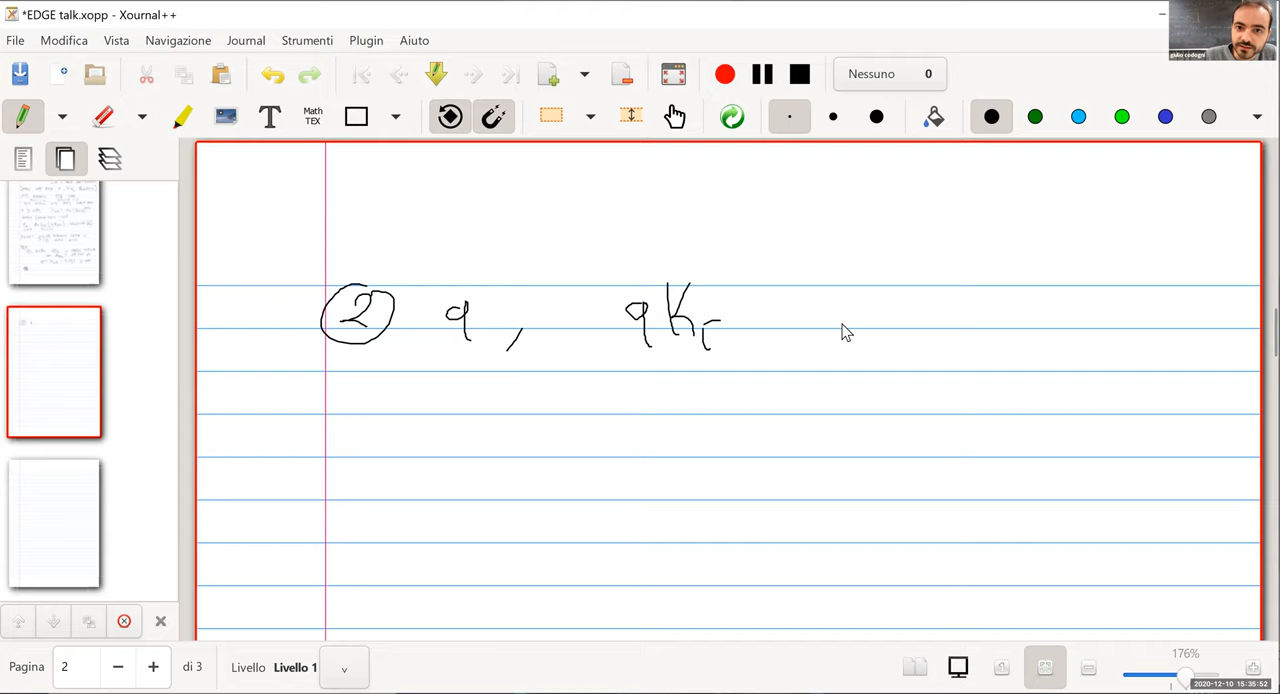 *EDGE talk.xopp - Xournal++
File Modifica Vista Navigazione Journal Strumenti Plugin Aiuto
giulio codogni
Nessuno 0
Math TEX
② q , q K
Pagina 2 di 3 Livello Livello 1 176%
2020-12-10 15:35:52